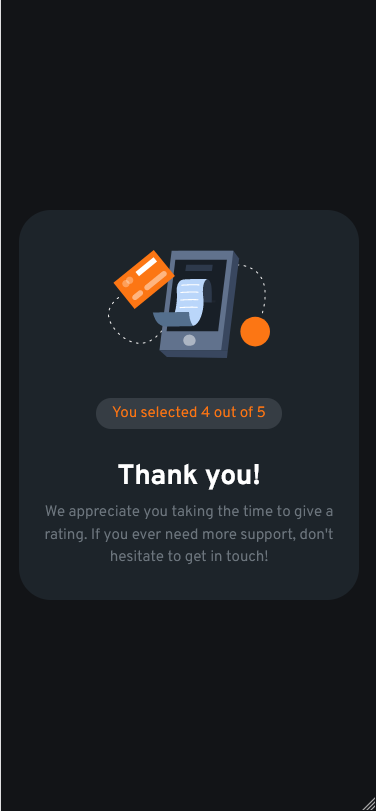 You selected 4 out of 5
Thank you!
We appreciate you taking the time to give a
rating. If you ever need more support, don't
hesitate to get in touch!